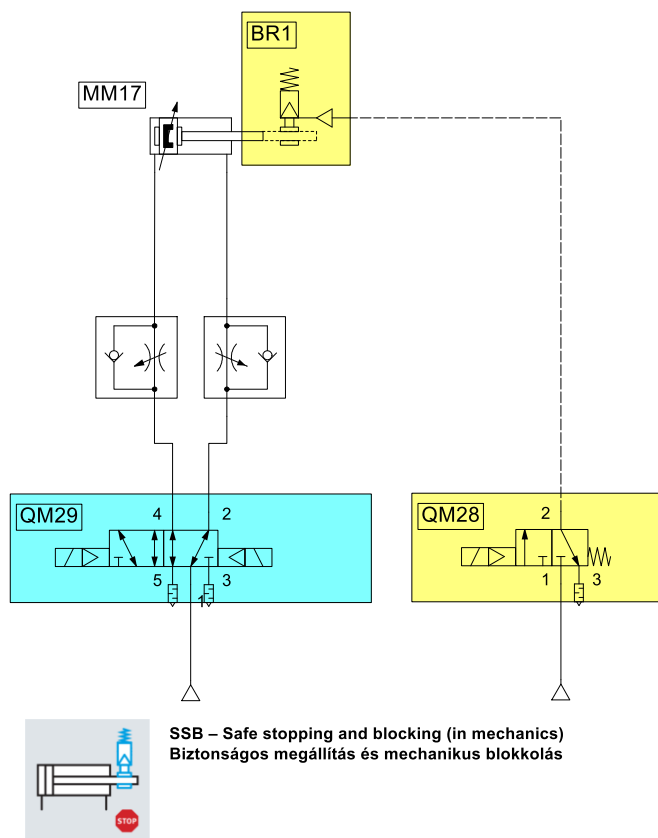 BR1
MM17
QM29
4
2
5
1
3
QM28
2
1
3
STOP
SSB – Safe stopping and blocking (in mechanics)
Biztonságos megállítás és mechanikus blokkolás